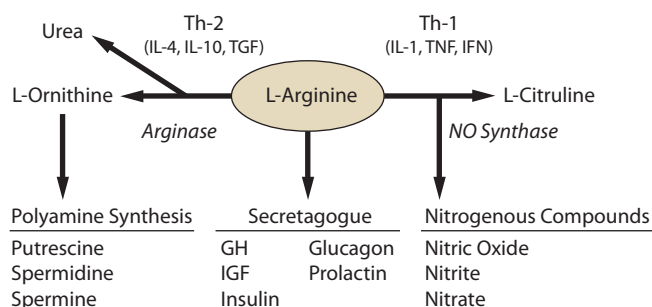 Urea
Th-2
(IL-4, IL-10, TGF)
Th-1
(IL-1, TNF, IFN)
L-Ornithine
L-Arginine
L-Citruline
Arginase
NO Synthase
Polyamine Synthesis
Putrescine
Spermidine
Spermine
Secretagogue
GH Glucagon
IGF Prolactin
Insulin
Nitrogenous Compounds
Nitric Oxide
Nitrite
Nitrate